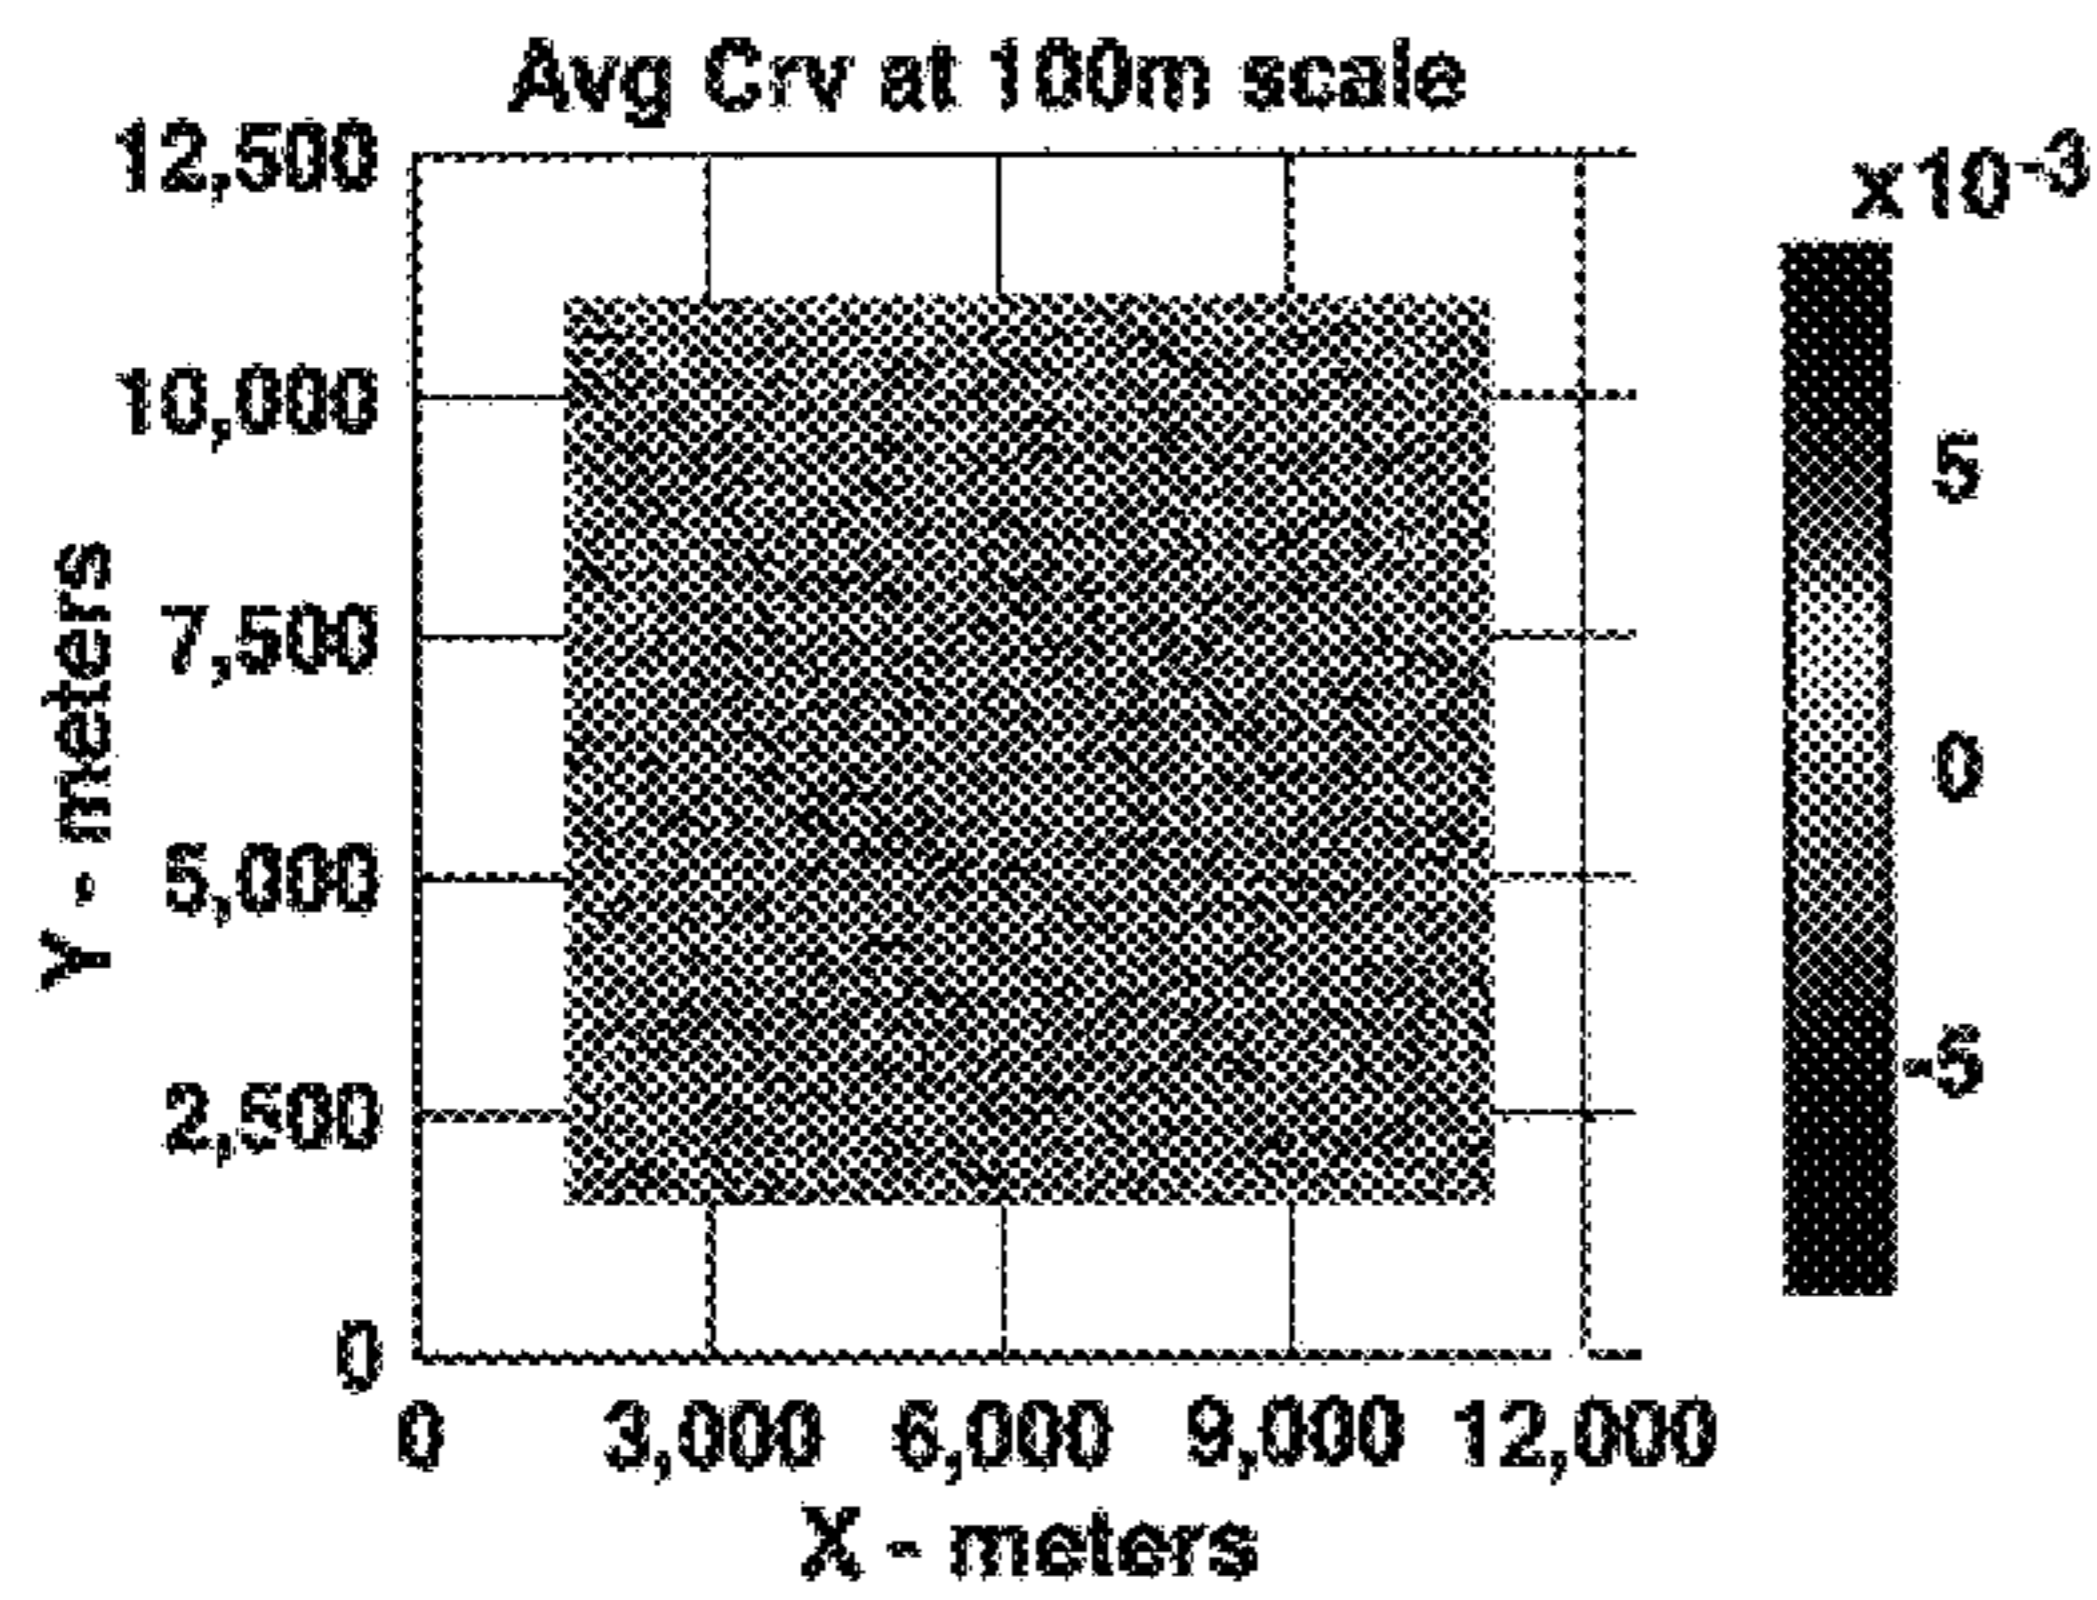 Avg Crv at 100m scale
x10-3
12,500
10,000
7,500
5,000
2,500
0
Y - meters
0 3,000 6,000 9,000 12,000
X - meters
5
0
-5